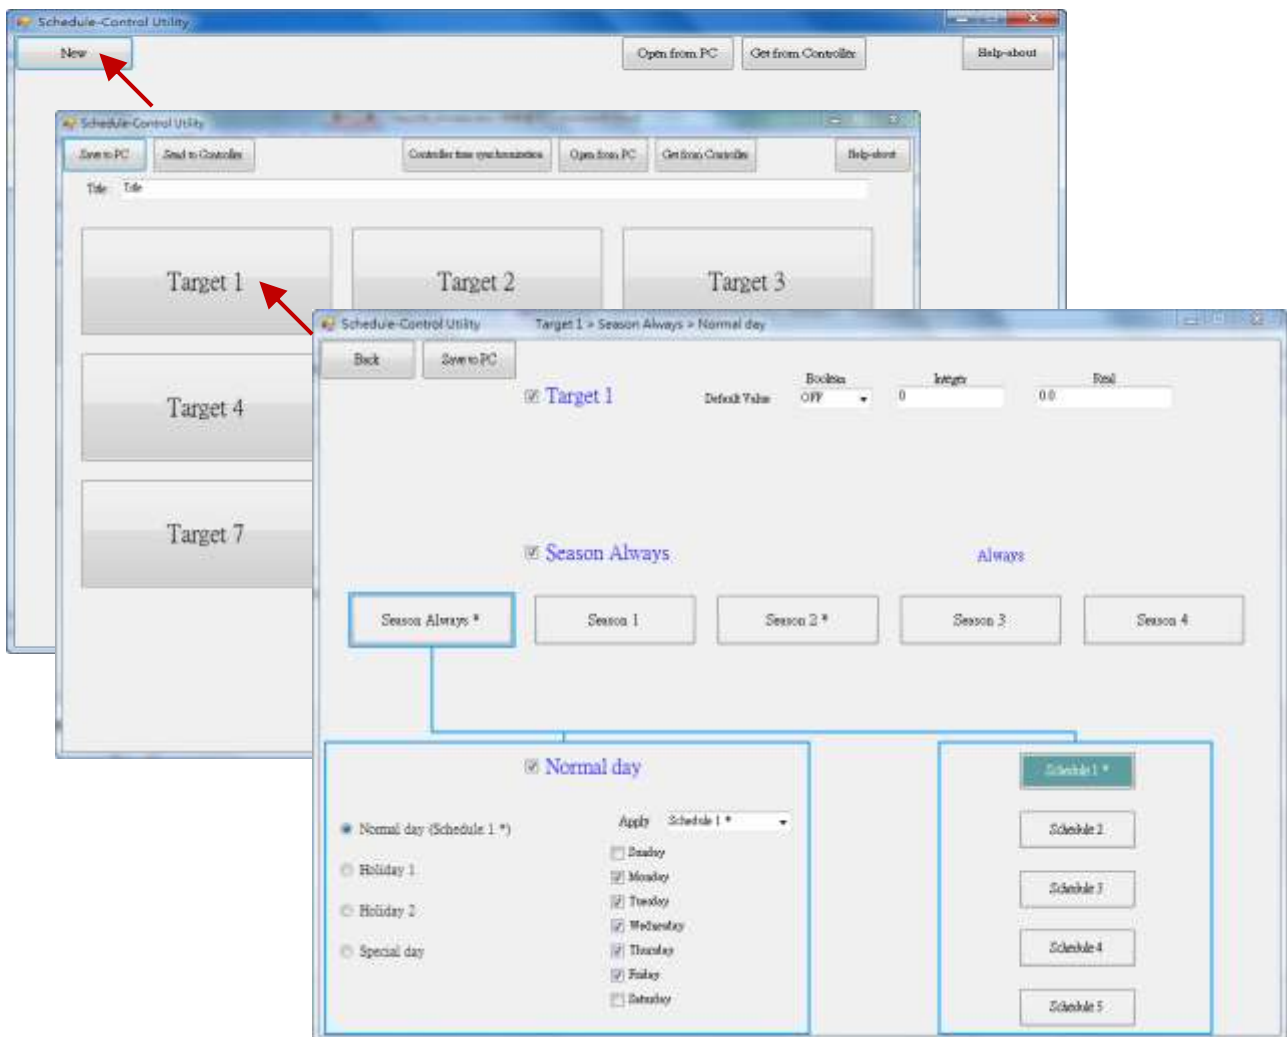 Schedule-Control Utility
New
Open from PC
Get from Controller
Help-about
Schedule-Control Utility
Save to PC
Send to Controller
Controller time synchronization
Open from PC
Get from Controller
Help-about
Title Title
Target 1
Target 2
Target 3
Target 4
Target 7
Schedule-Control Utility
Target 1 > Season Always > Normal day
Back
Save to PC
Target 1
Default Value
Boolean
Integer
Real
OFF
0
0.0
Season Always
Always
Season Always *
Season 1
Season 2 *
Season 3
Season 4
Normal day
Normal day (Schedule 1 *)
Holiday 1
Holiday 2
Special day
Apply Schedule 1 *
Sunday
Monday
Tuesday
Wednesday
Thursday
Friday
Saturday
Schedule 1 *
Schedule 2
Schedule 3
Schedule 4
Schedule 5